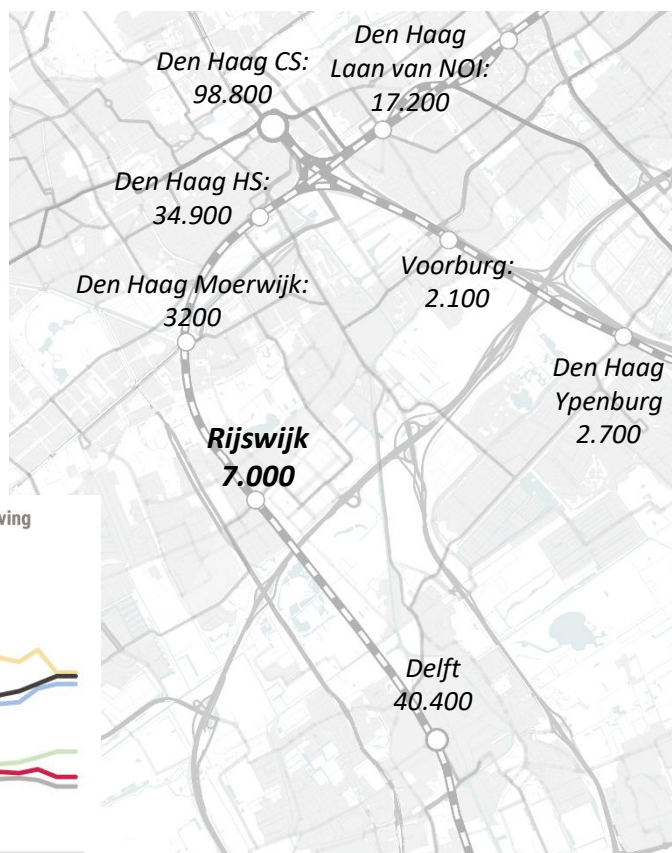 Den Haag
Laan van NOI:
17.200
Den Haag CS:
98.800
Den Haag HS:
34.900
Den Haag Moerwijk:
3200
Voorburg:
2.100
Den Haag
Ypenburg
2.700
Rijswijk
7.000
ving
Delft
40.400